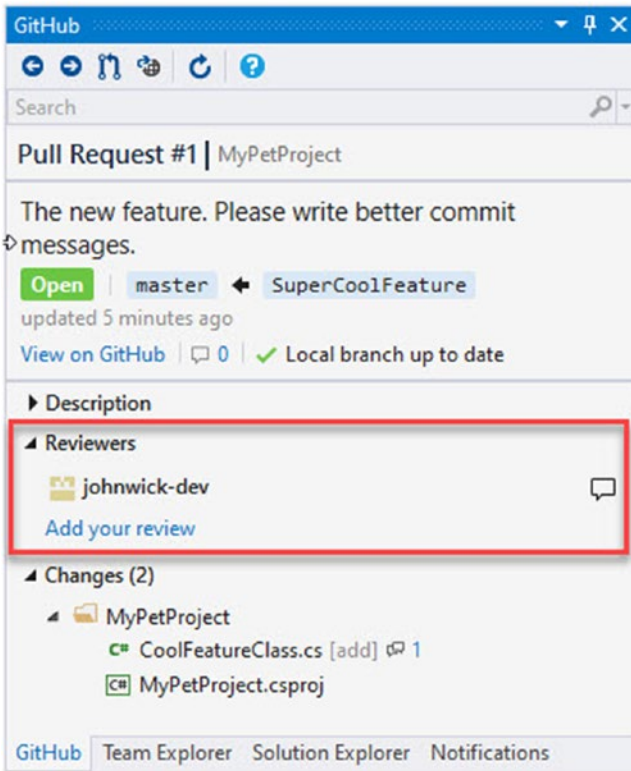 GitHub
Search
Pull Request #1 | MyPetProject
The new feature. Please write better commit
messages.
Open | master SuperCoolFeature
updated 5 minutes ago
View on GitHub | 0 | Local branch up to date
Description
Reviewers
johnwick-dev
Add your review
Changes (2)
MyPetProject
C# CoolFeatureClass.cs [add] 1
C# MyPetProject.csproj
GitHub Team Explorer Solution Explorer Notifications